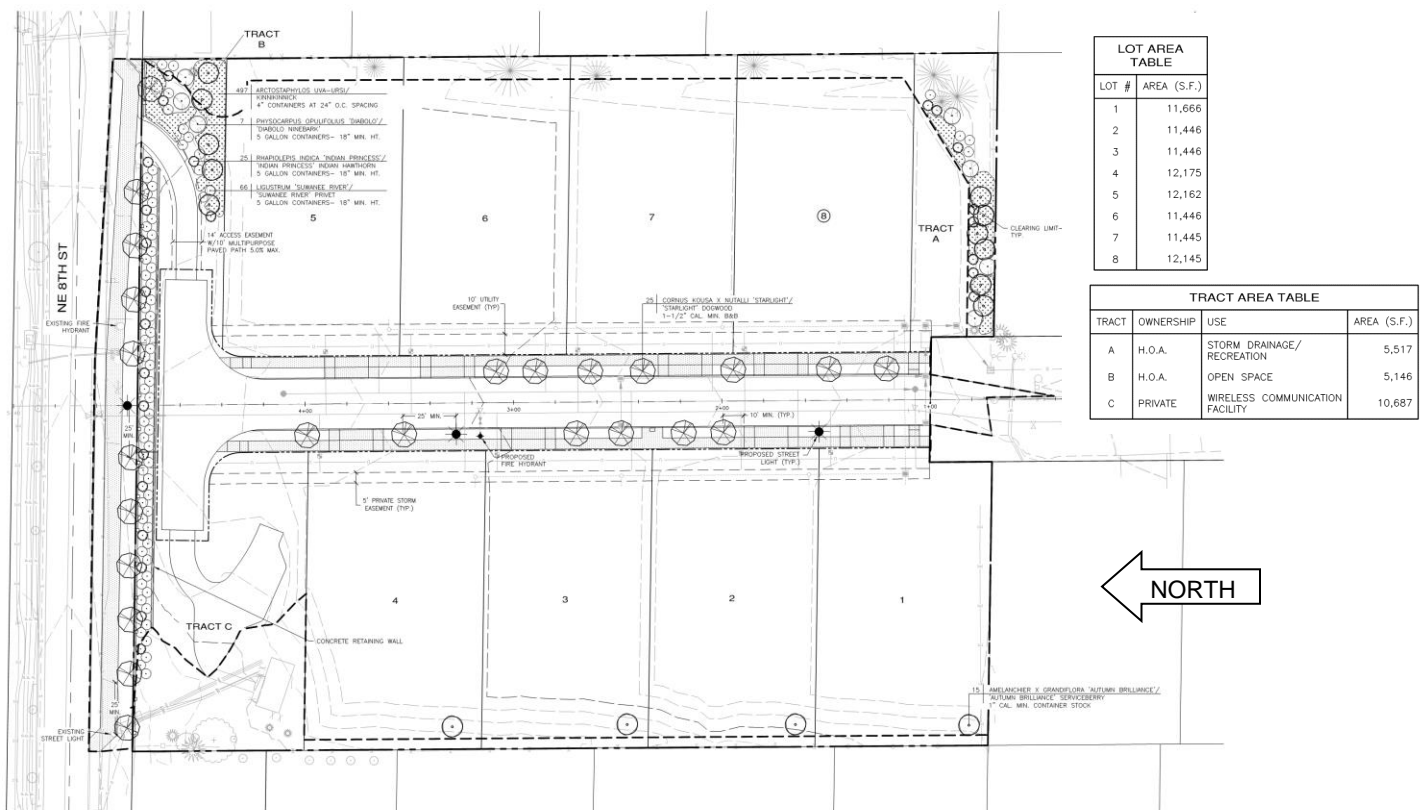 TRACT
B
497 ARCTOSTAPHYLOS UVA-URSI/
KINNIKINNICK
4" CONTAINERS AT 24" O.C. SPACING
7 PHYSOCARPUS OPULIFOLIUS 'DIABOLO'/
'DIABOLO NINEBARK'
5 GALLON CONTAINERS- 18" MIN. HT.
25 RHAPIOLEPIS INDICA 'INDIAN PRINCESS'/
'INDIAN PRINCESS' INDIAN HAWTHORN
5 GALLON CONTAINERS- 18" MIN. HT.
66 LIGUSTRUM 'SUWANEE RIVER'/
'SUWANEE RIVER' PRIVET
5 GALLON CONTAINERS- 18" MIN. HT.
5
6
7
8
14' ACCESS EASEMENT
W/10' MULTIPURPOSE
PAVED PATH 5.0% MAX.
TRACT
A
CLEARING LIMIT-
TYP.
NE 8TH ST
EXISTING FIRE
HYDRANT
10' UTILITY
EASEMENT (TYP)
25 CORNUS KOUSA X NUTALLI 'STARLIGHT'/
'STARLIGHT' DOGWOOD
1-1/2" CAL. MIN. B&B
4+00
25' MIN.
3+00
2+00
10' MIN. (TYP.)
1+00
25'
MIN.
PROPOSED
FIRE HYDRANT
PROPOSED STREET
LIGHT (TYP.)
5' PRIVATE STORM
EASEMENT (TYP.)
4
3
2
1
TRACT C
CONCRETE RETAINING WALL
25'
MIN.
EXISTING
STREET LIGHT
15 AMELANCHIER X GRANDIFLORA 'AUTUMN BRILLIANCE'/
'AUTUMN BRILLIANCE' SERVICEBERRY
1" CAL. MIN. CONTAINER STOCK
LOT AREA
TABLE
LOT # AREA (S.F.)
1 11,666
2 11,446
3 11,446
4 12,175
5 12,162
6 11,446
7 11,445
8 12,145
TRACT AREA TABLE
TRACT OWNERSHIP USE AREA (S.F.)
A H.O.A. STORM DRAINAGE/
RECREATION 5,517
B H.O.A. OPEN SPACE 5,146
C PRIVATE WIRELESS COMMUNICATION
FACILITY 10,687
NORTH